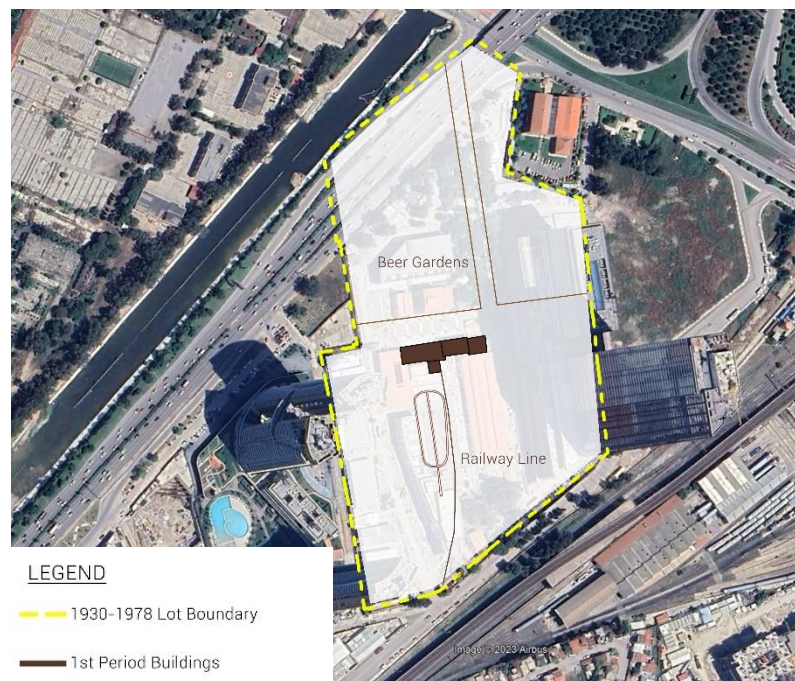 Beer Gardens
Railway Line
LEGEND
1930-1978 Lot Boundary
1st Period Buildings
Image © 2023 Airbus